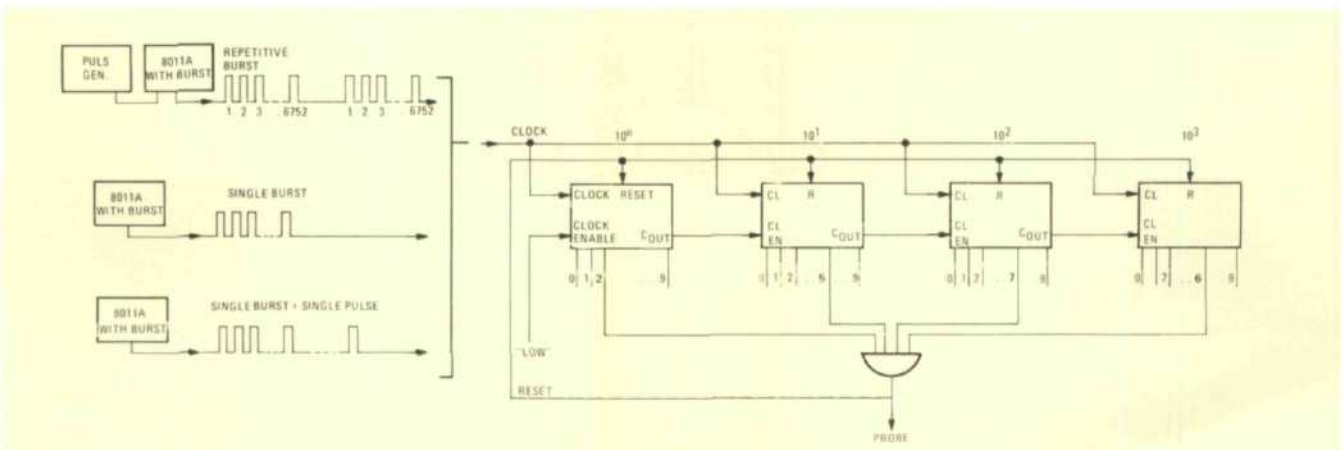 PULS
GEN.
8011A
WITH BURST
REPETITIVE
BURST
1 2 3 .6752 1 2 3 .6752
8011A
WITH BURST
SINGLE BURST
8011A
WITH BURST
SINGLE BURST + SINGLE PULSE
CLOCK 10⁰ 10¹ 10² 10³
CLOCK RESET
CLOCK
ENABLE COUT
0 1 2 ...9
CL R
CL
EN COUT
0 1 2 ..5 ..9
CL R
CL
EN COUT
0 1 2 ..7 9
CL R
CL
EN
0 ..6 9
LOW
RESET
PROBE